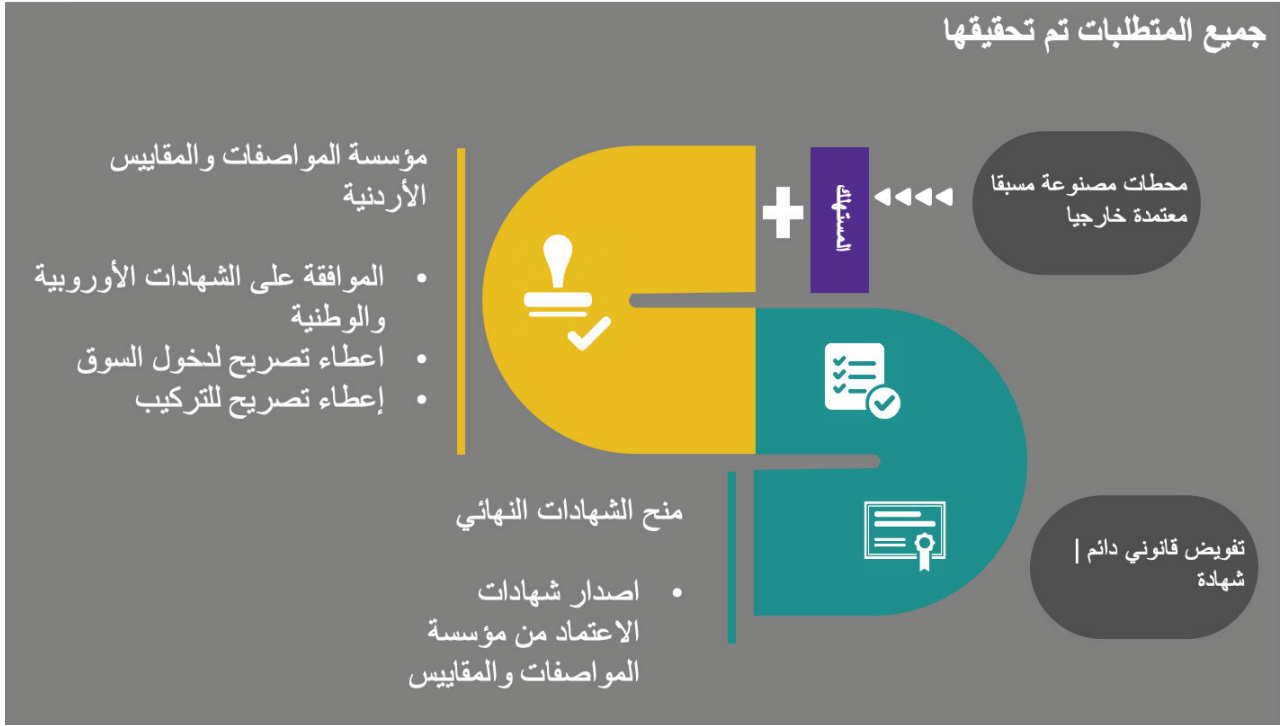 جميع المتطلبات تم تحقيقها
محطات مصنوعة مسبقا
معتمدة خارجيا
المستهلك
مؤسسة المواصفات والمقاييس
الأردنية
• الموافقة على الشهادات الأوروبية
والوطنية
• اعطاء تصريح لدخول السوق
• إعطاء تصريح للتركيب
منح الشهادات النهائي
• اصدار شهادات
الاعتماد من مؤسسة
المواصفات والمقاييس
تفويض قانوني دائم |
شهادة